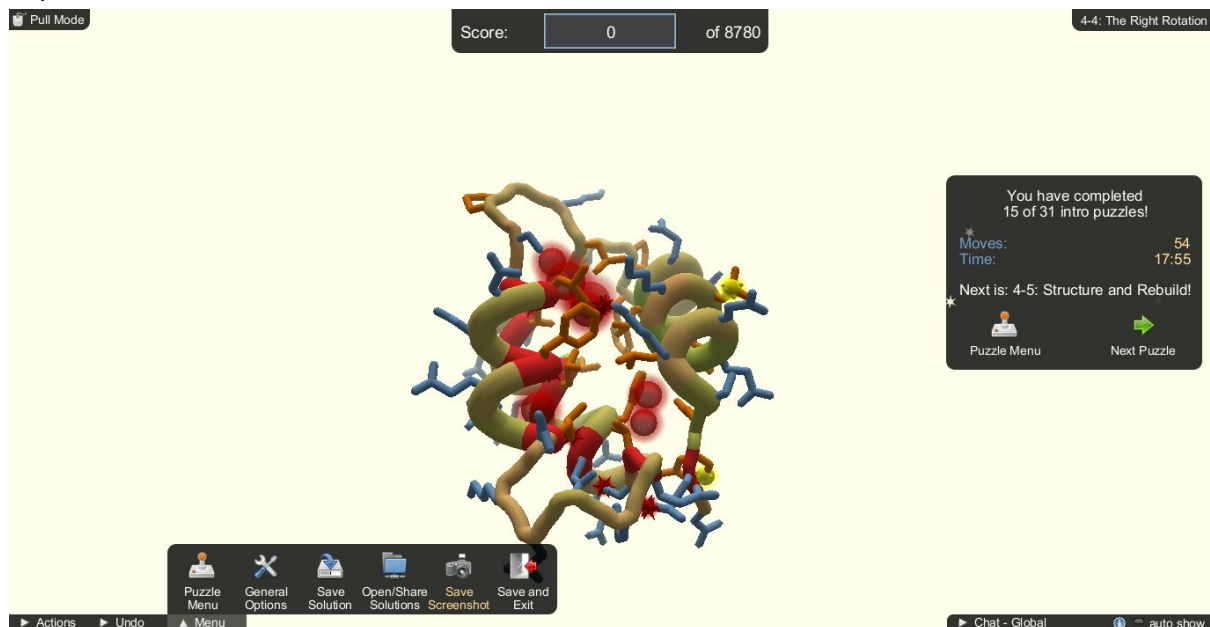 Pull Mode
Score: 0 of 8780
4-4: The Right Rotation
You have completed
15 of 31 intro puzzles!
Moves: 54
Time: 17:55
Next is: 4-5: Structure and Rebuild!
Puzzle Menu
Next Puzzle
Puzzle Menu
General Options
Save Solution
Open/Share Solutions
Save Screenshot
Save and Exit
Actions
Undo
Menu
Chat - Global
auto show